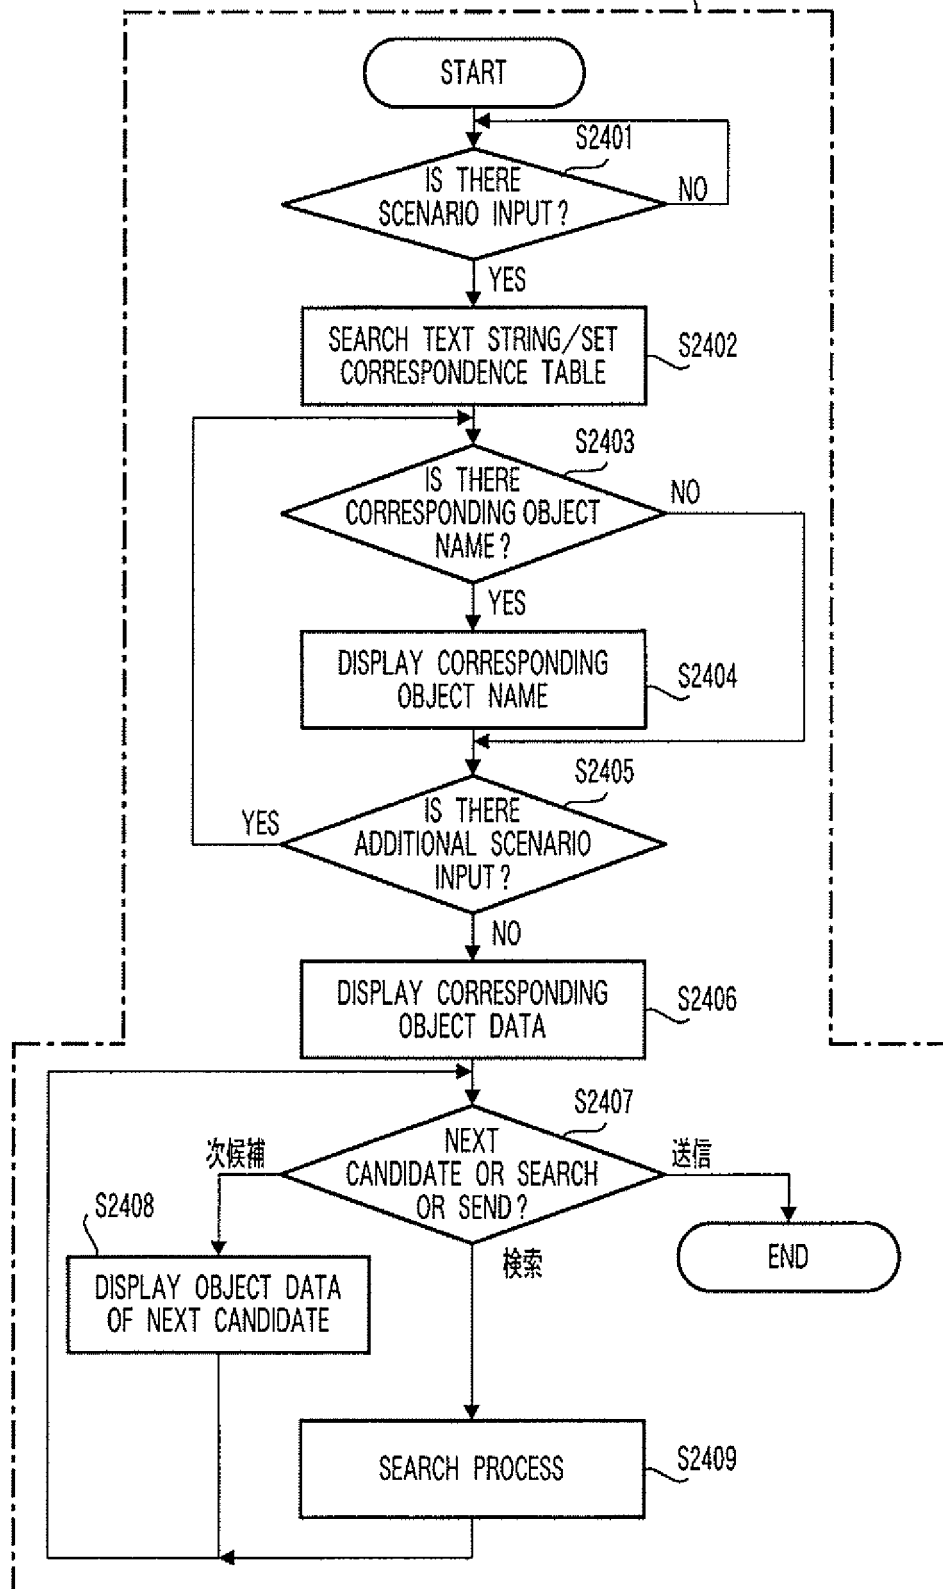 START
S2401
IS THERE
SCENARIO INPUT?
NO
YES
SEARCH TEXT STRING/SET
CORRESPONDENCE TABLE
S2402
S2403
IS THERE
CORRESPONDING OBJECT
NAME?
NO
YES
DISPLAY CORRESPONDING
OBJECT NAME
S2404
S2405
IS THERE
ADDITIONAL SCENARIO
INPUT?
YES
NO
DISPLAY CORRESPONDING
OBJECT DATA
S2406
S2407
NEXT
CANDIDATE OR SEARCH
OR SEND?
次候補
送信
S2408
検索
END
DISPLAY OBJECT DATA
OF NEXT CANDIDATE
SEARCH PROCESS
S2409